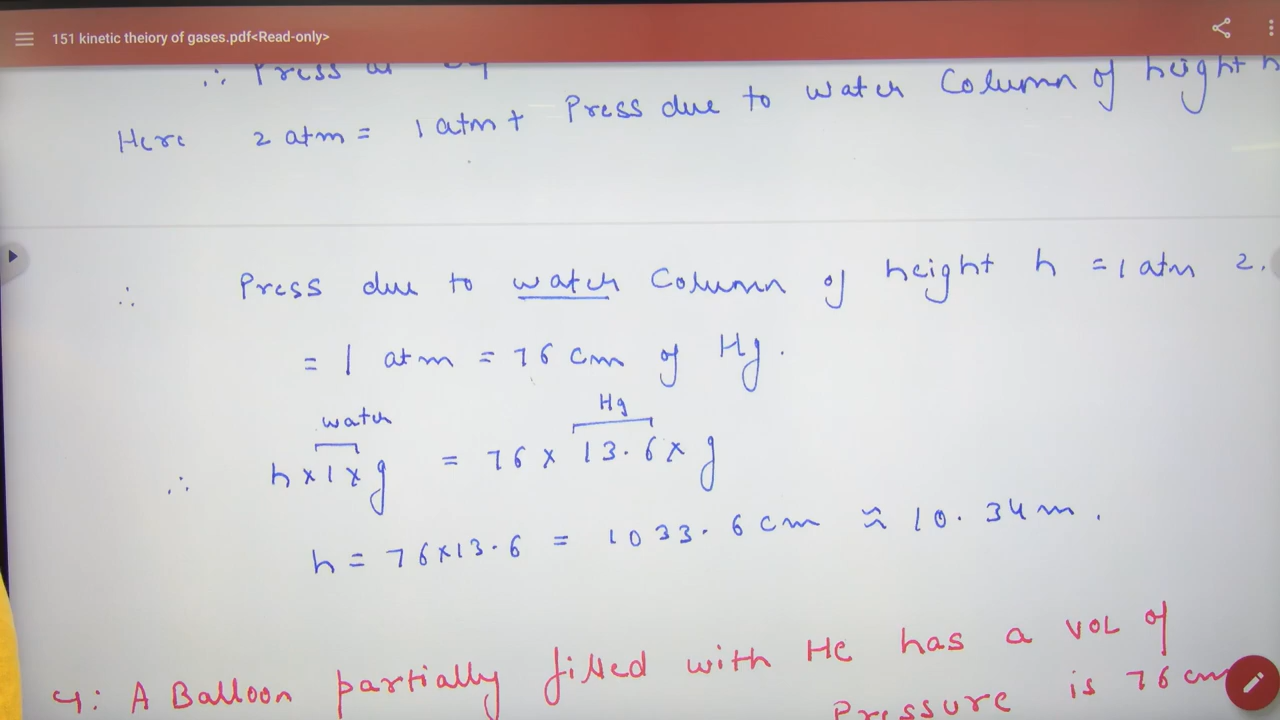 151 kinetic theiory of gases.pdf<Read-only>
∴ Press at
Here 2 atm = 1 atm + Press due to water Column of height h
∴ Press due to water Column of height h = 1 atm 2.
= 1 atm = 76 cm of Hg.
water Hg
∴ h × 1 × g = 76 × 13.6 × g
h = 76×13.6 = 1033.6 cm ≈ 10.34 m.
4: A Balloon partially filled with He has a VOL of
Pressure is 76 cm